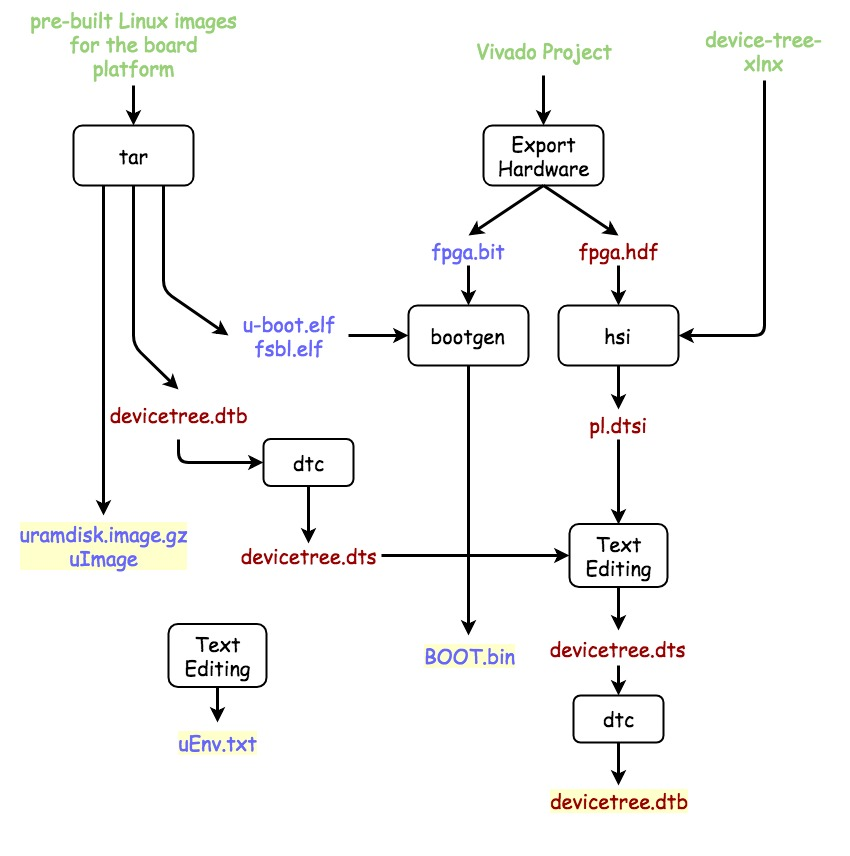 pre-built Linux images
for the board
platform
Vivado Project
device-tree-
xlnx
tar
Export
Hardware
fpga.bit
fpga.hdf
u-boot.elf
fsbl.elf
bootgen
hsi
devicetree.dtb
pl.dtsi
dtc
uramdisk.image.gz
uImage
devicetree.dts
Text
Editing
Text
Editing
BOOT.bin
devicetree.dts
uEnv.txt
dtc
devicetree.dtb